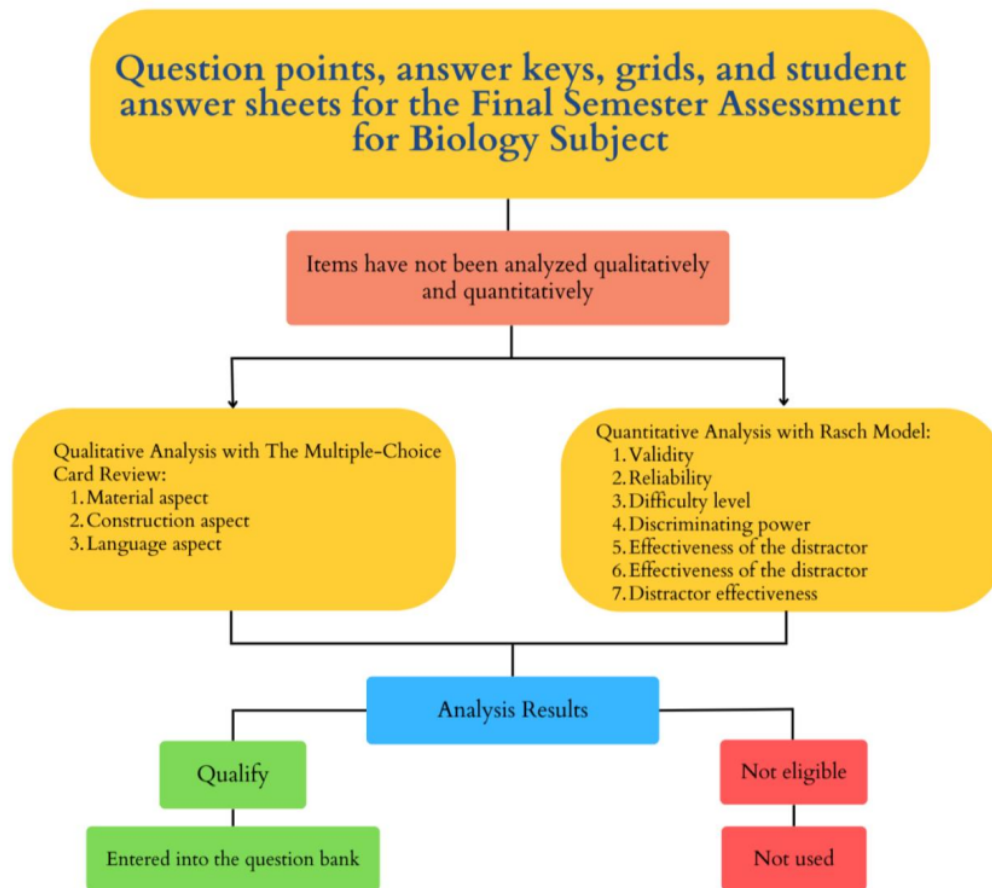 Question points, answer keys, grids, and student
answer sheets for the Final Semester Assessment
for Biology Subject
Items have not been analyzed qualitatively
and quantitatively
Qualitative Analysis with The Multiple-Choice
Card Review:
1. Material aspect
2. Construction aspect
3. Language aspect
Quantitative Analysis with Rasch Model:
1. Validity
2. Reliability
3. Difficulty level
4. Discriminating power
5. Effectiveness of the distractor
6. Effectiveness of the distractor
7. Distractor effectiveness
Analysis Results
Qualify
Not eligible
Entered into the question bank
Not used